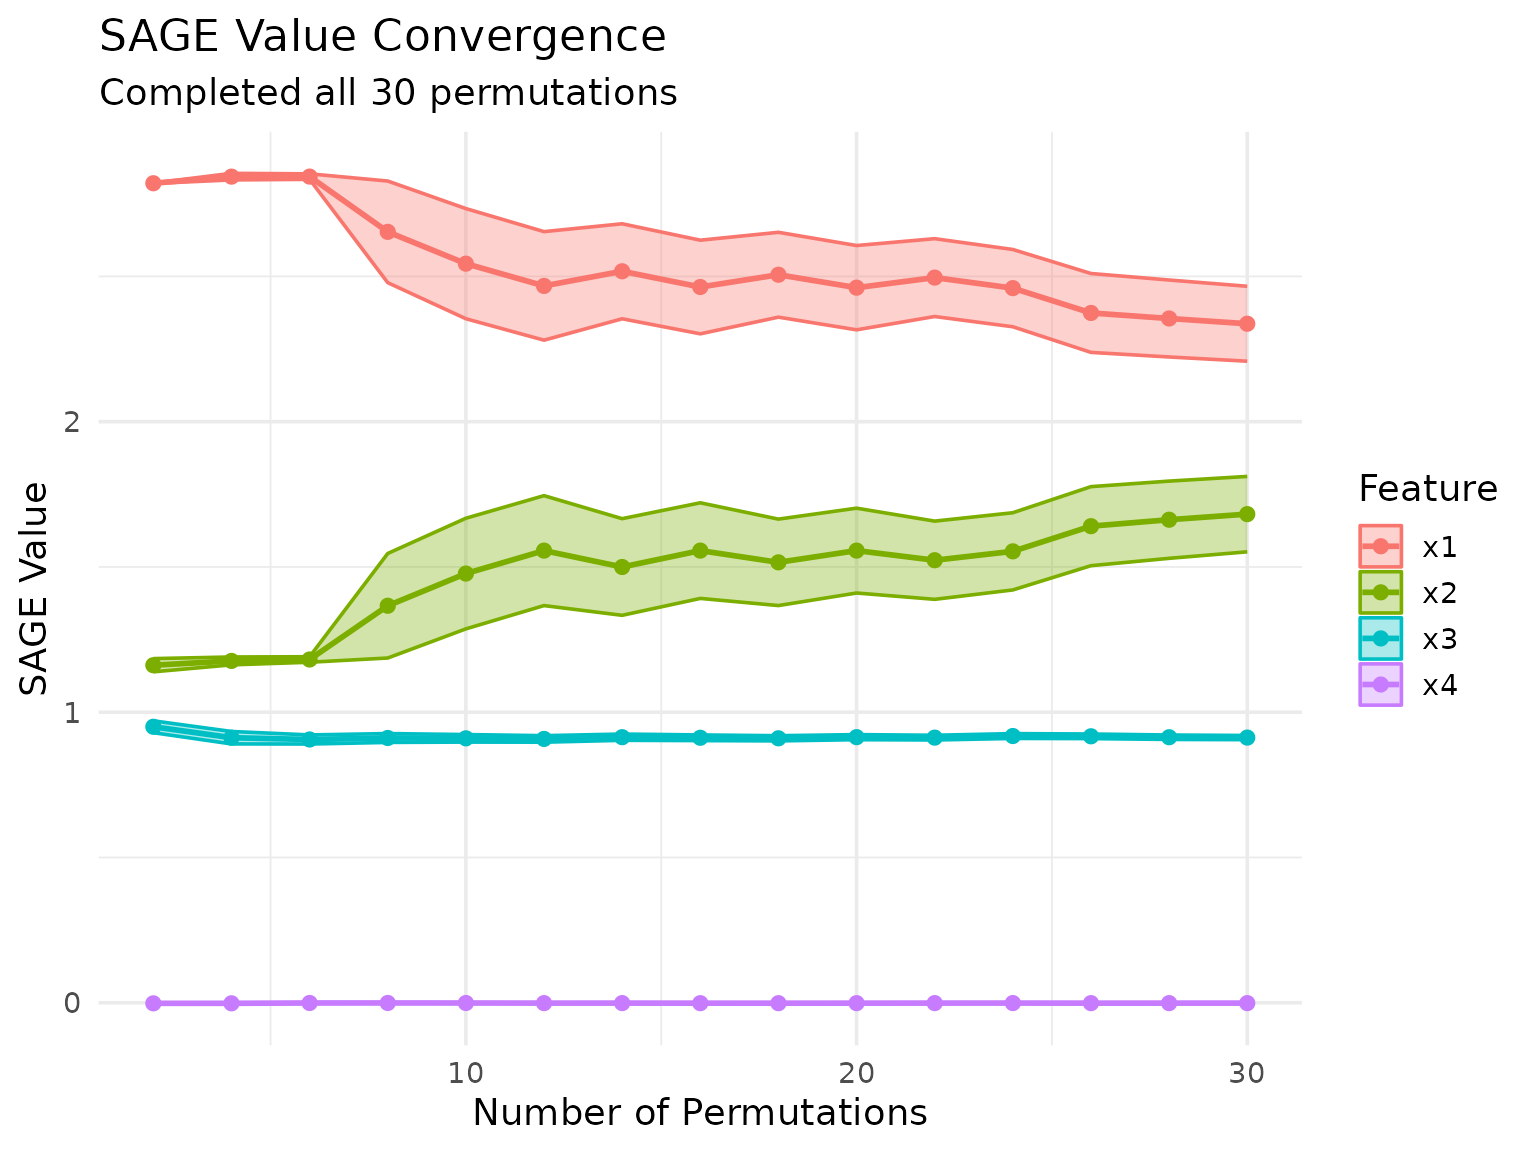 SAGE Value Convergence
Completed all 30 permutations
SAGE Value
2
1
0
10 20 30
Number of Permutations
Feature
x1
x2
x3
x4